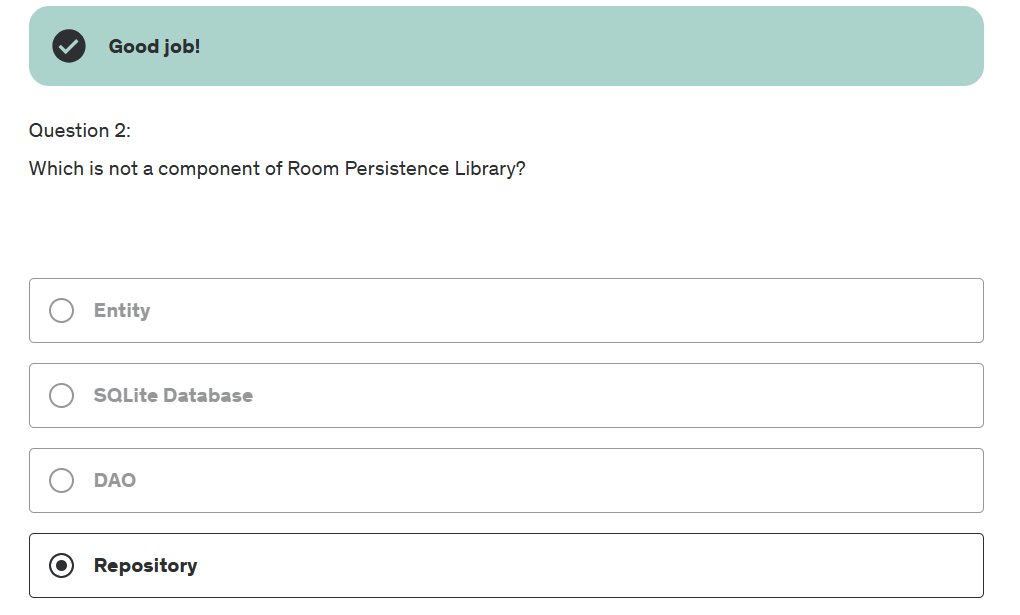 Good job!
Question 2:
Which is not a component of Room Persistence Library?
Entity
SQLite Database
DAO
Repository